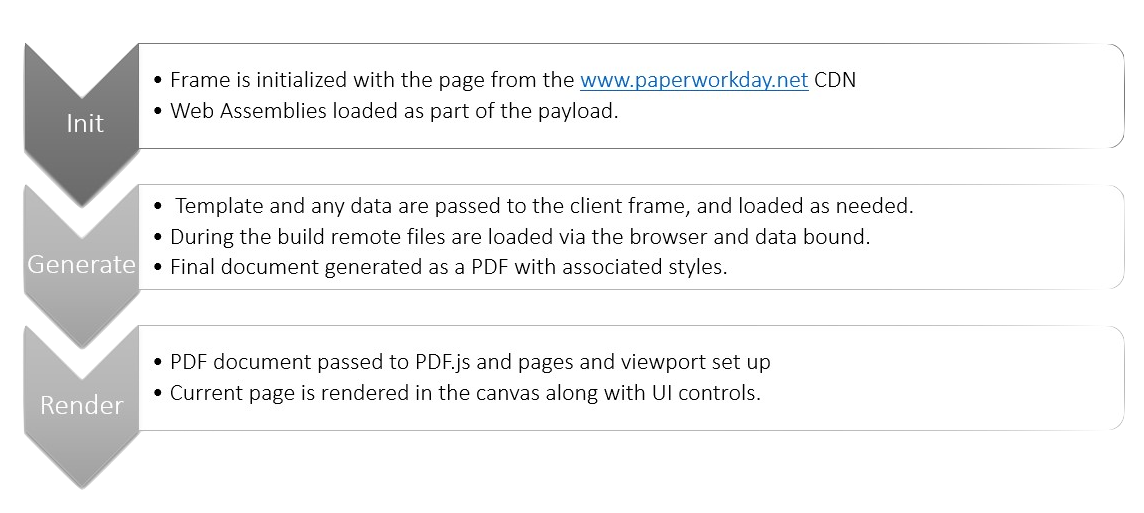 Init
• Frame is initialized with the page from the www.paperworkday.net CDN
• Web Assemblies loaded as part of the payload.
Generate
• Template and any data are passed to the client frame, and loaded as needed.
• During the build remote files are loaded via the browser and data bound.
• Final document generated as a PDF with associated styles.
Render
• PDF document passed to PDF.js and pages and viewport set up
• Current page is rendered in the canvas along with UI controls.